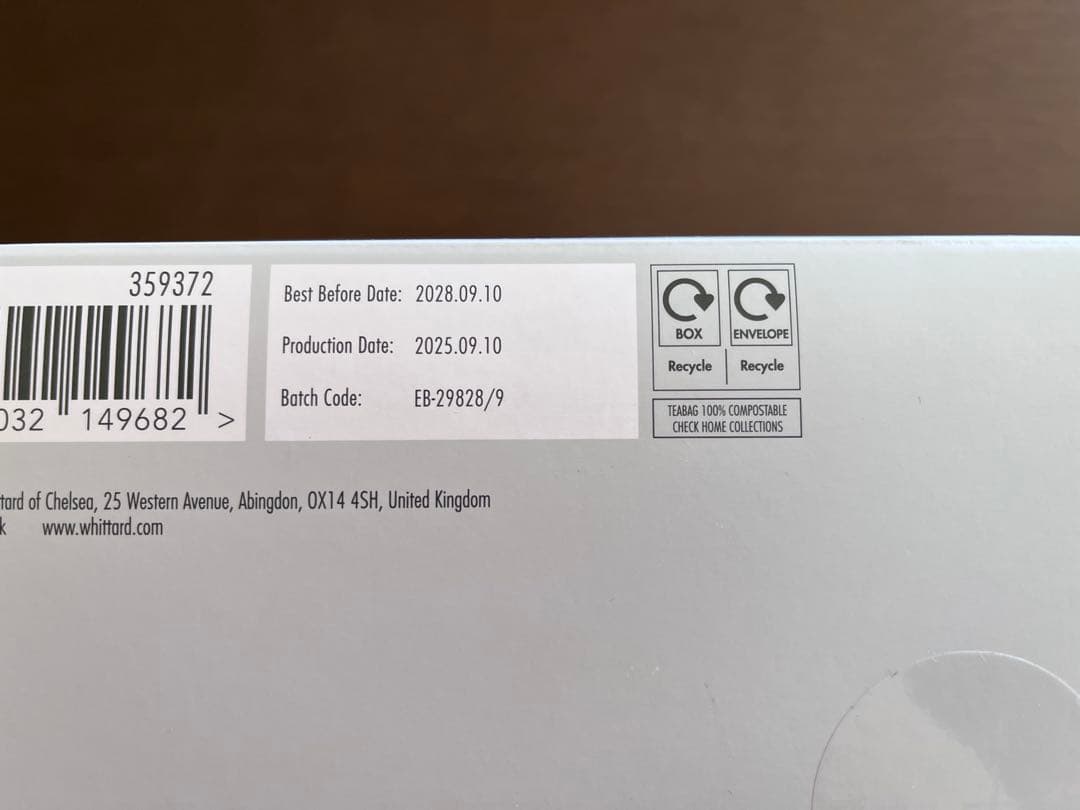 359372
032 149682 >
Best Before Date: 2028.09.10
Production Date: 2025.09.10
Batch Code: EB-29828/9
BOX
Recycle
ENVELOPE
Recycle
TEABAG 100% COMPOSTABLE
CHECK HOME COLLECTIONS
tard of Chelsea, 25 Western Avenue, Abingdon, OX14 4SH, United Kingdom
k www.whittard.com